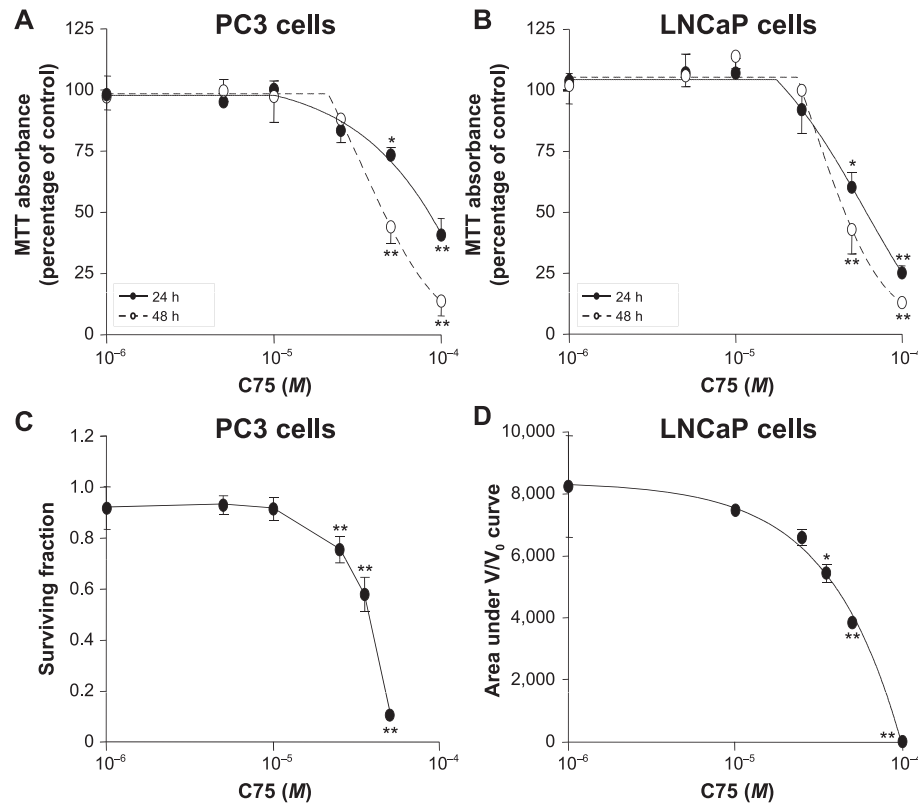 A
PC3 cells
MTT absorbance
(percentage of control)
125
100
75
50
25
0
*
**
**
**
24 h
48 h
10⁻⁶
10⁻⁵
10⁻⁴
C75 (M)
B
LNCaP cells
MTT absorbance
(percentage of control)
125
100
75
50
25
0
*
**
**
**
24 h
48 h
10⁻⁶
10⁻⁵
10⁻⁴
C75 (M)
C
PC3 cells
Surviving fraction
1.2
1.0
0.8
0.6
0.4
0.2
0
**
**
**
10⁻⁶
10⁻⁵
10⁻⁴
C75 (M)
D
LNCaP cells
Area under V/V₀ curve
10,000
8,000
6,000
4,000
2,000
0
*
**
**
10⁻⁶
10⁻⁵
10⁻⁴
C75 (M)